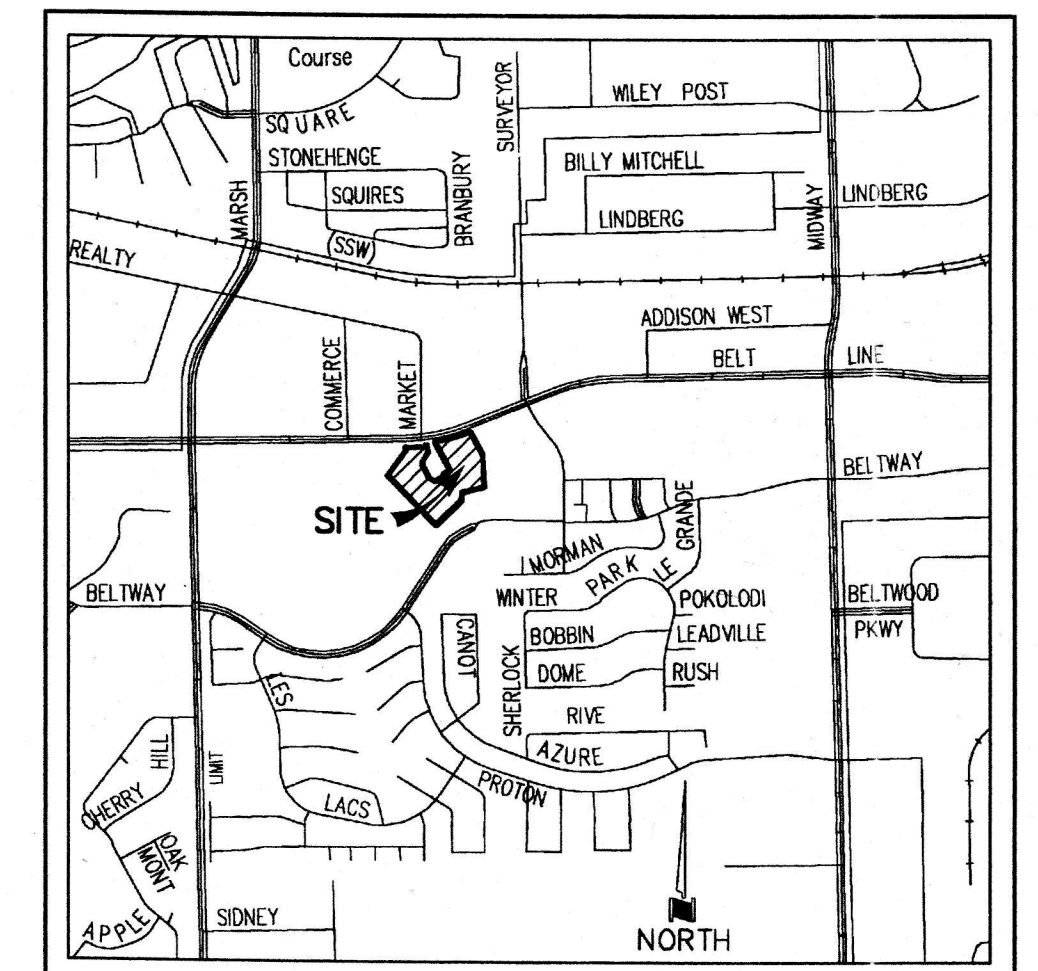 Course
SQUARE
STONEHENGE
SQUIRES
(SSW)
MARSH
BRANBURY
SURVEYOR
WILEY POST
BILLY MITCHELL
LINDBERG
LINDBERG
MIDWAY
REALTY
COMMERCE
MARKET
ADDISON WEST
BELT LINE
SITE
BELTWAY
BELTWAY
MORMAN
PARK
LE GRANDE
WINTER
POKOLODI
BELTWOOD
PKWY
CANOT
BOBBIN
LEADVILLE
SHERLOCK
DOME
RUSH
LES
RIVE
AZURE
LIMIT
HILL
CHERRY
PROTON
LACS
OAK
MONT
APPLE
SIDNEY
NORTH